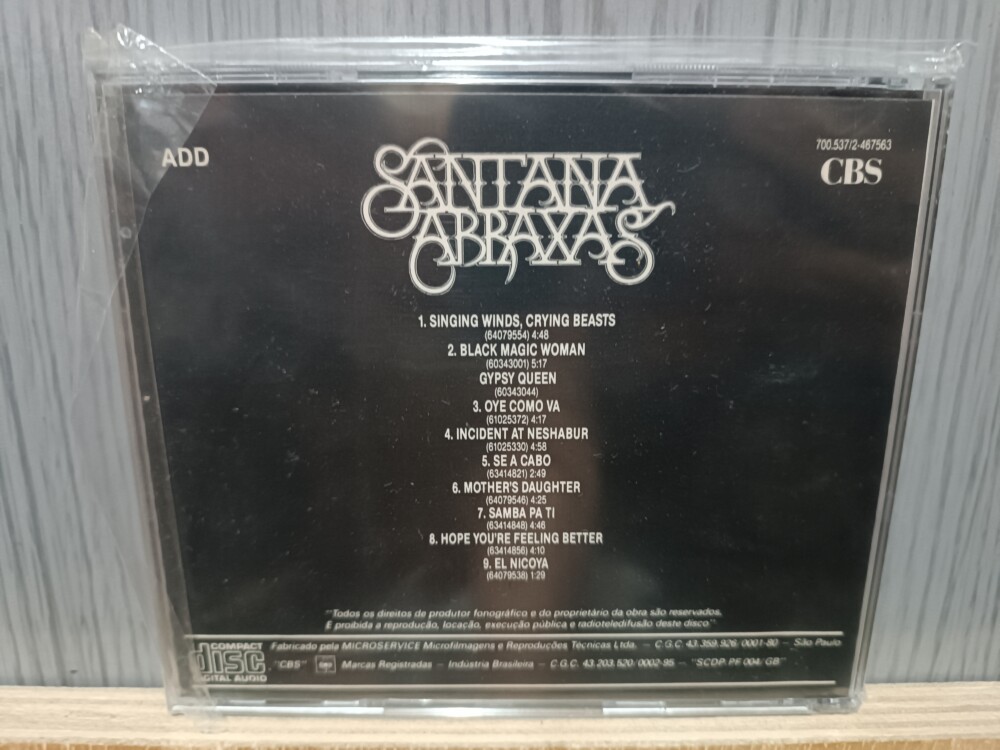 ADD
700.537/2-467563
CBS
SANTANA
ABRAXAS
1. SINGING WINDS, CRYING BEASTS
(64079554) 4:48
2. BLACK MAGIC WOMAN
(60343001) 5:17
GYPSY QUEEN
(60343044)
3. OYE COMO VA
(61025372) 4:17
4. INCIDENT AT NESHABUR
(61025330) 4:58
5. SE A CABO
(63414821) 2:49
6. MOTHER'S DAUGHTER
(64079546) 4:25
7. SAMBA PA TI
(63414848) 4:46
8. HOPE YOU'RE FEELING BETTER
(63414856) 4:10
9. EL NICOYA
(64079538) 1:29
"Todos os direitos de produtor fonográfico e do proprietário da obra são reservados.
É proibida a reprodução, locação, execução pública e radioteledifusão deste disco."
COMPACT
disc
DIGITAL AUDIO
Fabricado pela MICROSERVICE Microfilmagens e Reproduções Técnicas Ltda. - C.G.C. 43.359.926/0001-80 - São Paulo
"CBS" CBS Marcas Registradas - Indústria Brasileira - C.G.C. 43.203.520/0002-95 - "SCDP.PF.004/GB"